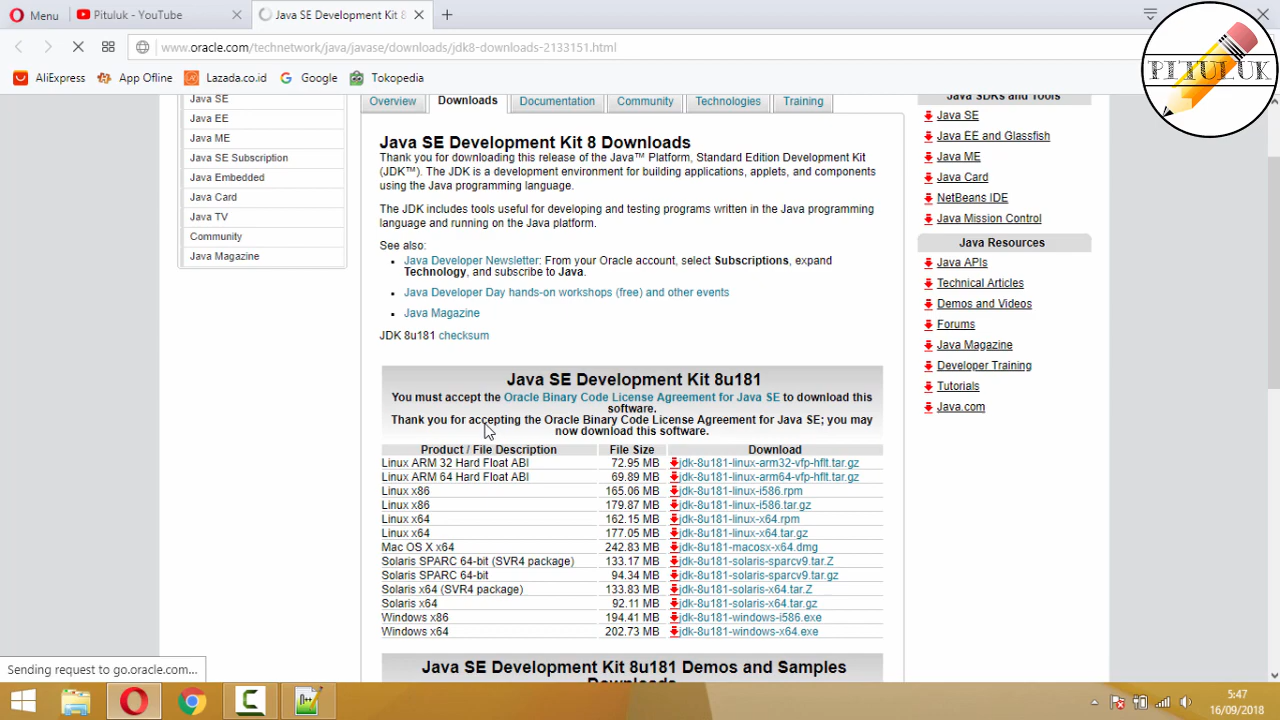 Menu
Pituluk - YouTube
Java SE Development Kit 8
www.oracle.com/technetwork/java/javase/downloads/jdk8-downloads-2133151.html
AliExpress
App Ofline
Lazada.co.id
Google
Tokopedia
PITULUK
Java SE
Java EE
Java ME
Java SE Subscription
Java Embedded
Java Card
Java TV
Community
Java Magazine
Overview
Downloads
Documentation
Community
Technologies
Training
Java SE Development Kit 8 Downloads
Thank you for downloading this release of the Java™ Platform, Standard Edition Development Kit
(JDK™). The JDK is a development environment for building applications, applets, and components
using the Java programming language.
The JDK includes tools useful for developing and testing programs written in the Java programming
language and running on the Java platform.
See also:
Java Developer Newsletter: From your Oracle account, select Subscriptions, expand
Technology, and subscribe to Java.
Java Developer Day hands-on workshops (free) and other events
Java Magazine
JDK 8u181 checksum
Java SE Development Kit 8u181
You must accept the Oracle Binary Code License Agreement for Java SE to download this
software.
Thank you for accepting the Oracle Binary Code License Agreement for Java SE; you may
now download this software.
Product / File Description File Size Download
Linux ARM 32 Hard Float ABI 72.95 MB jdk-8u181-linux-arm32-vfp-hflt.tar.gz
Linux ARM 64 Hard Float ABI 69.89 MB jdk-8u181-linux-arm64-vfp-hflt.tar.gz
Linux x86 165.06 MB jdk-8u181-linux-i586.rpm
Linux x86 179.87 MB jdk-8u181-linux-i586.tar.gz
Linux x64 162.15 MB jdk-8u181-linux-x64.rpm
Linux x64 177.05 MB jdk-8u181-linux-x64.tar.gz
Mac OS X x64 242.83 MB jdk-8u181-macosx-x64.dmg
Solaris SPARC 64-bit (SVR4 package) 133.17 MB jdk-8u181-solaris-sparcv9.tar.Z
Solaris SPARC 64-bit 94.34 MB jdk-8u181-solaris-sparcv9.tar.gz
Solaris x64 (SVR4 package) 133.83 MB jdk-8u181-solaris-x64.tar.Z
Solaris x64 92.11 MB jdk-8u181-solaris-x64.tar.gz
Windows x86 194.41 MB jdk-8u181-windows-i586.exe
Windows x64 202.73 MB jdk-8u181-windows-x64.exe
Java SE Development Kit 8u181 Demos and Samples
Downloads
Java SDKs and Tools
Java SE
Java EE and Glassfish
Java ME
Java Card
NetBeans IDE
Java Mission Control
Java Resources
Java APIs
Technical Articles
Demos and Videos
Forums
Java Magazine
Developer Training
Tutorials
Java.com
Sending request to go.oracle.com...
5:47
16/09/2018